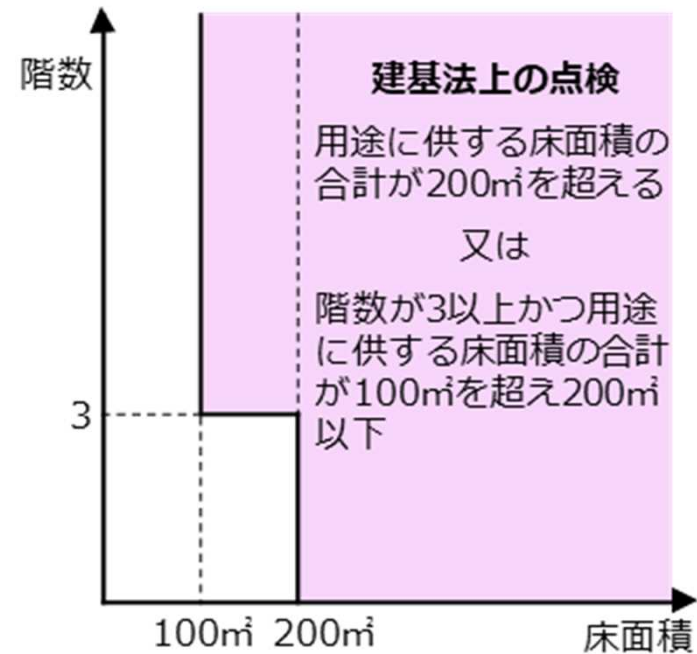 階数
建基法上の点検
用途に供する床面積の
合計が200㎡を超える
又は
階数が3以上かつ用途
に供する床面積の合計
が100㎡を超え200㎡
以下
3
100㎡ 200㎡
床面積